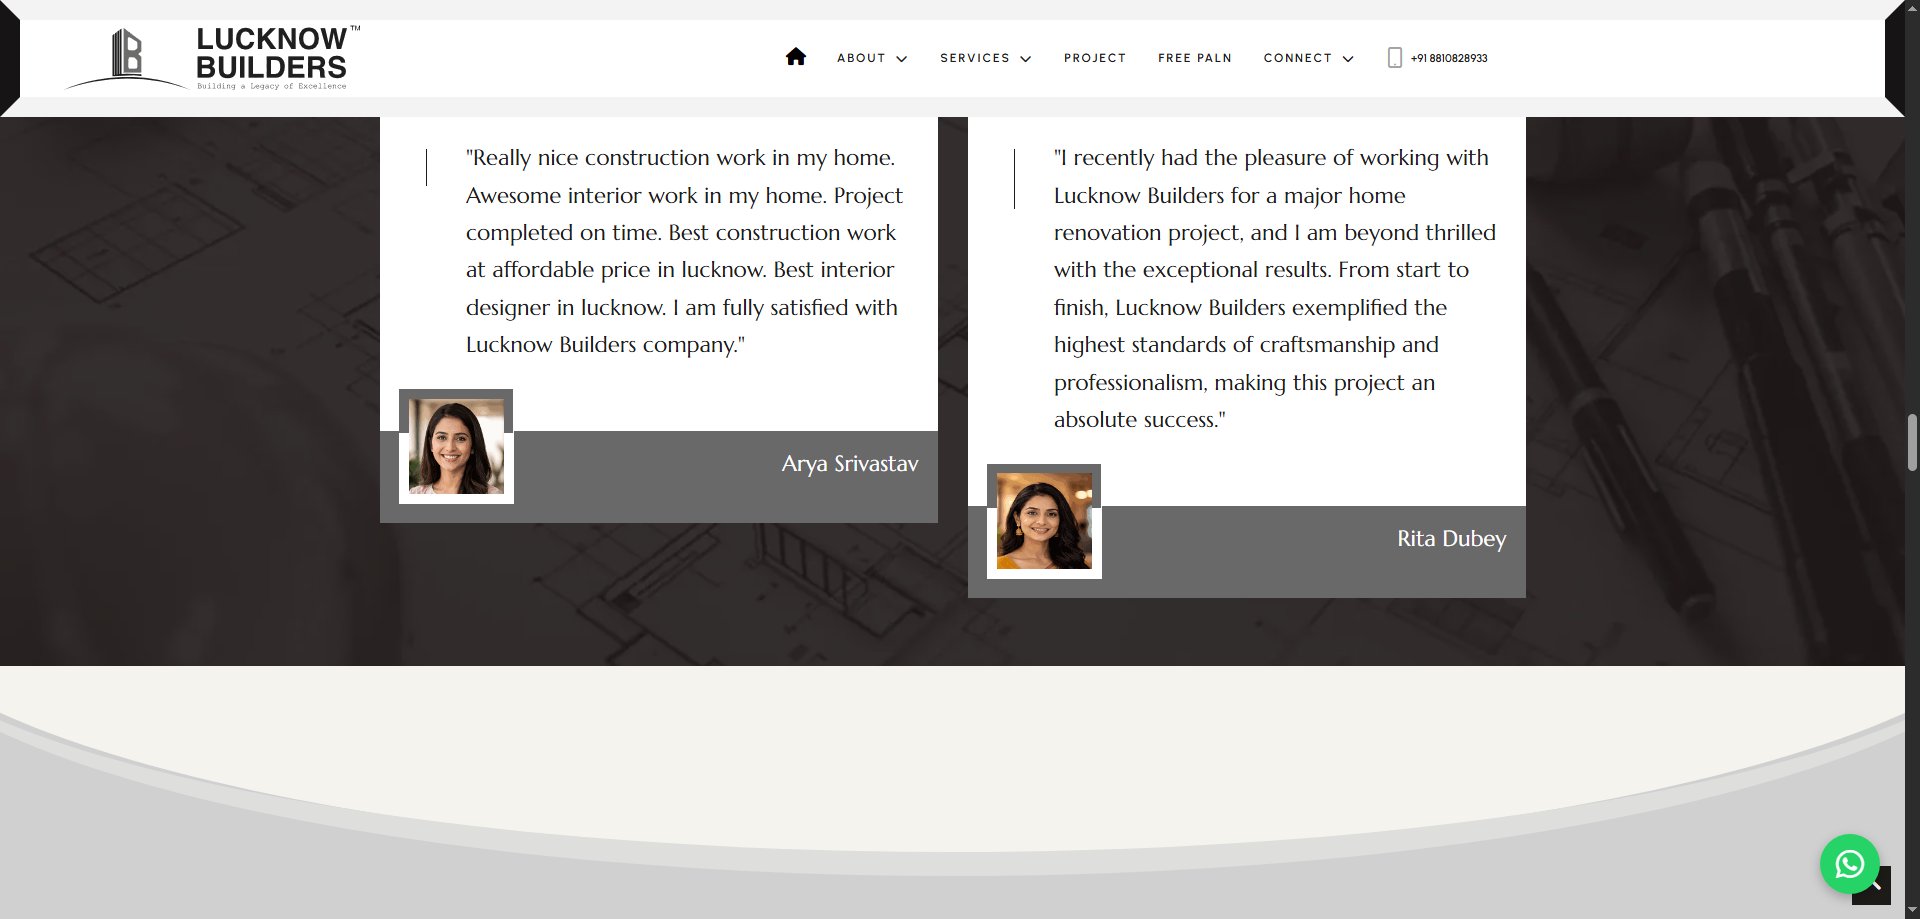 LUCKNOW™
BUILDERS
Building a Legacy of Excellence
ABOUT
SERVICES
PROJECT
FREE PALN
CONNECT
+91 8810828933
"Really nice construction work in my home.
Awesome interior work in my home. Project
completed on time. Best construction work
at affordable price in lucknow. Best interior
designer in lucknow. I am fully satisfied with
Lucknow Builders company."
Arya Srivastav
"I recently had the pleasure of working with
Lucknow Builders for a major home
renovation project, and I am beyond thrilled
with the exceptional results. From start to
finish, Lucknow Builders exemplified the
highest standards of craftsmanship and
professionalism, making this project an
absolute success."
Rita Dubey